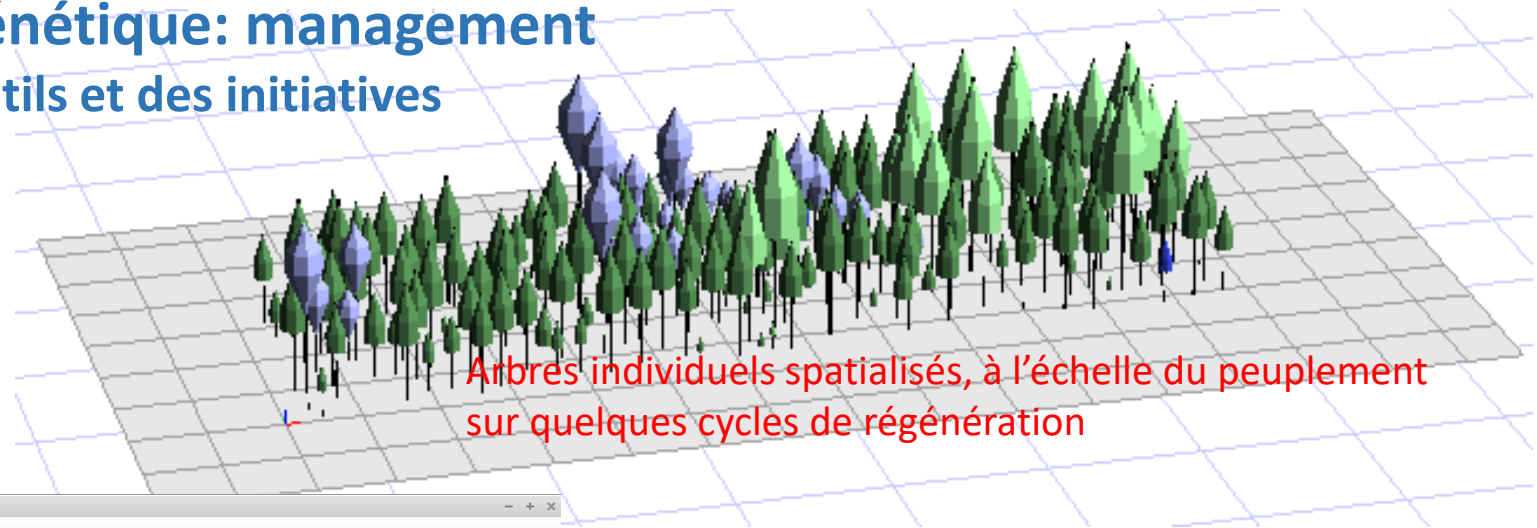 énétique: management
tils et des initiatives
Arbres individuels spatialisés, à l’échelle du peuplement
sur quelques cycles de régénération